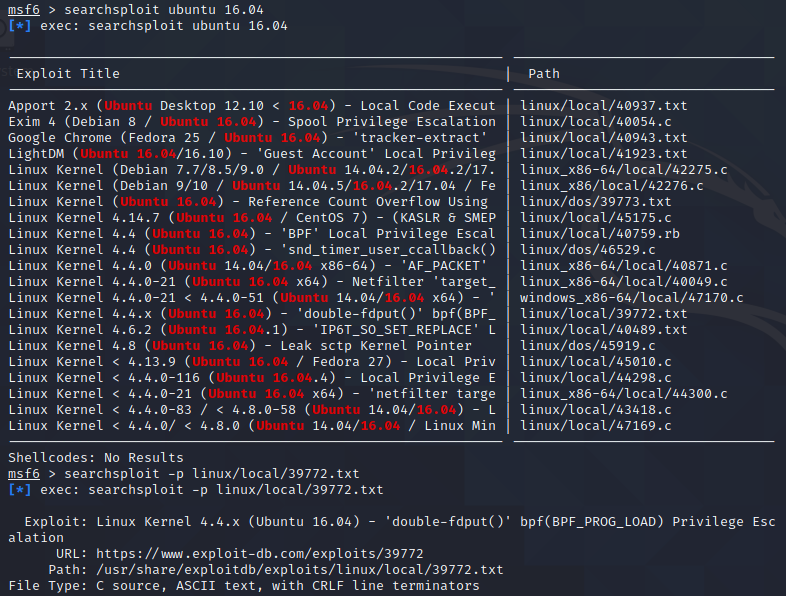 msf6 > searchsploit ubuntu 16.04
[*] exec: searchsploit ubuntu 16.04
Exploit Title | Path
Apport 2.x (Ubuntu Desktop 12.10 < 16.04) - Local Code Execut | linux/local/40937.txt
Exim 4 (Debian 8 / Ubuntu 16.04) - Spool Privilege Escalation | linux/local/40054.c
Google Chrome (Fedora 25 / Ubuntu 16.04) - 'tracker-extract' | linux/local/40943.txt
LightDM (Ubuntu 16.04/16.10) - 'Guest Account' Local Privileg | linux/local/41923.txt
Linux Kernel (Debian 7.7/8.5/9.0 / Ubuntu 14.04.2/16.04.2/17. | linux_x86-64/local/42275.c
Linux Kernel (Debian 9/10 / Ubuntu 14.04.5/16.04.2/17.04 / Fe | linux_x86/local/42276.c
Linux Kernel (Ubuntu 16.04) - Reference Count Overflow Using | linux/dos/39773.txt
Linux Kernel 4.14.7 (Ubuntu 16.04 / CentOS 7) - (KASLR & SMEP | linux/local/45175.c
Linux Kernel 4.4 (Ubuntu 16.04) - 'BPF' Local Privilege Escal | linux/local/40759.rb
Linux Kernel 4.4 (Ubuntu 16.04) - 'snd_timer_user_ccallback() | linux/dos/46529.c
Linux Kernel 4.4.0 (Ubuntu 14.04/16.04 x86-64) - 'AF_PACKET' | linux_x86-64/local/40871.c
Linux Kernel 4.4.0-21 (Ubuntu 16.04 x64) - Netfilter 'target_ | linux_x86-64/local/40049.c
Linux Kernel 4.4.0-21 < 4.4.0-51 (Ubuntu 14.04/16.04 x64) - ' | windows_x86-64/local/47170.c
Linux Kernel 4.4.x (Ubuntu 16.04) - 'double-fdput()' bpf(BPF_ | linux/local/39772.txt
Linux Kernel 4.6.2 (Ubuntu 16.04.1) - 'IP6T_SO_SET_REPLACE' L | linux/local/40489.txt
Linux Kernel 4.8 (Ubuntu 16.04) - Leak sctp Kernel Pointer | linux/dos/45919.c
Linux Kernel < 4.13.9 (Ubuntu 16.04 / Fedora 27) - Local Priv | linux/local/45010.c
Linux Kernel < 4.4.0-116 (Ubuntu 16.04.4) - Local Privilege E | linux/local/44298.c
Linux Kernel < 4.4.0-21 (Ubuntu 16.04 x64) - 'netfilter targe | linux_x86-64/local/44300.c
Linux Kernel < 4.4.0-83 / < 4.8.0-58 (Ubuntu 14.04/16.04) - L | linux/local/43418.c
Linux Kernel < 4.4.0/ < 4.8.0 (Ubuntu 14.04/16.04 / Linux Min | linux/local/47169.c
Shellcodes: No Results
msf6 > searchsploit -p linux/local/39772.txt
[*] exec: searchsploit -p linux/local/39772.txt
Exploit: Linux Kernel 4.4.x (Ubuntu 16.04) - 'double-fdput()' bpf(BPF_PROG_LOAD) Privilege Esc
alation
URL: https://www.exploit-db.com/exploits/39772
Path: /usr/share/exploitdb/exploits/linux/local/39772.txt
File Type: C source, ASCII text, with CRLF line terminators